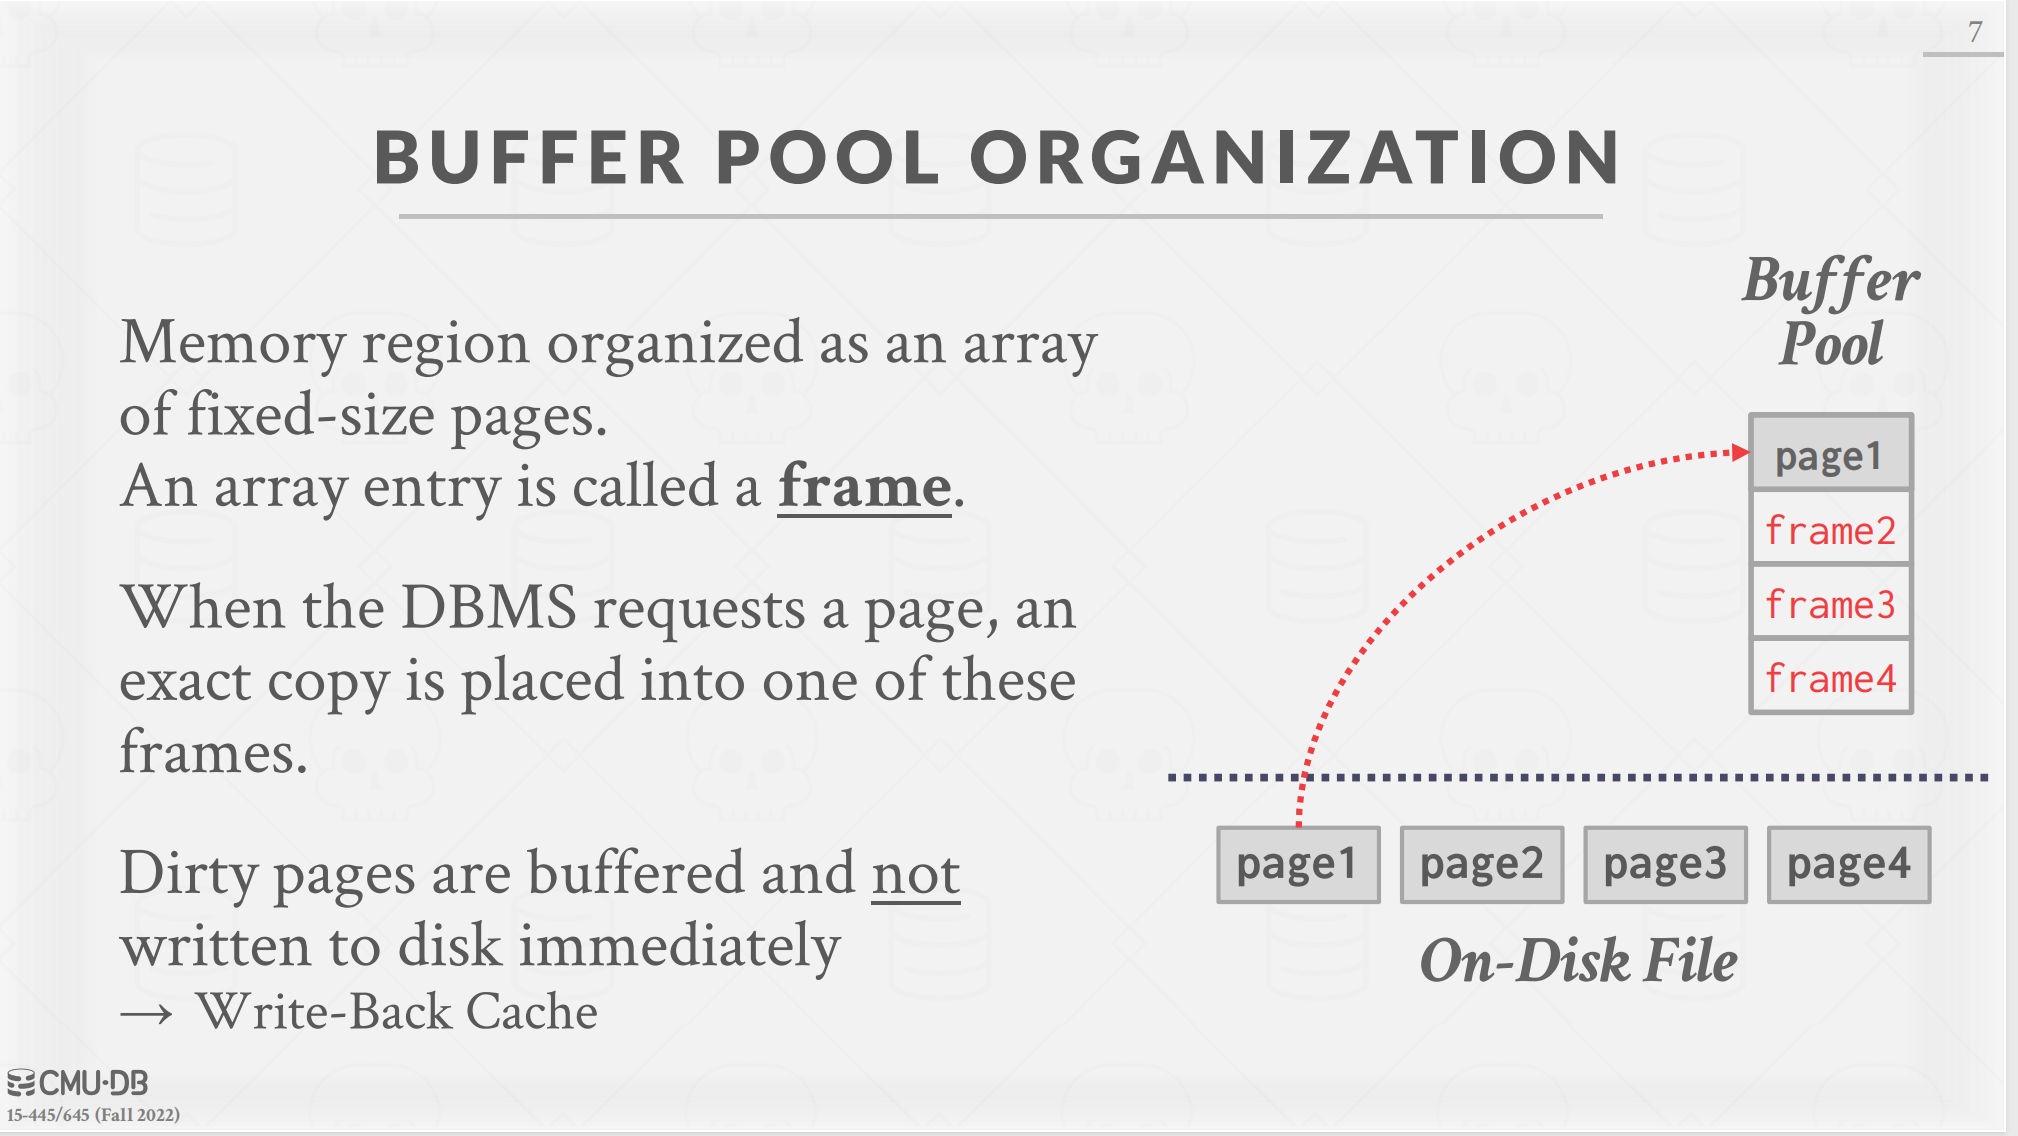 7
BUFFER POOL ORGANIZATION
Memory region organized as an array
of fixed-size pages.
An array entry is called a frame.
When the DBMS requests a page, an
exact copy is placed into one of these
frames.
Dirty pages are buffered and not
written to disk immediately
→ Write-Back Cache
Buffer
Pool
page1
frame2
frame3
frame4
page1 page2 page3 page4
On-Disk File
CMU·DB
15-445/645 (Fall 2022)